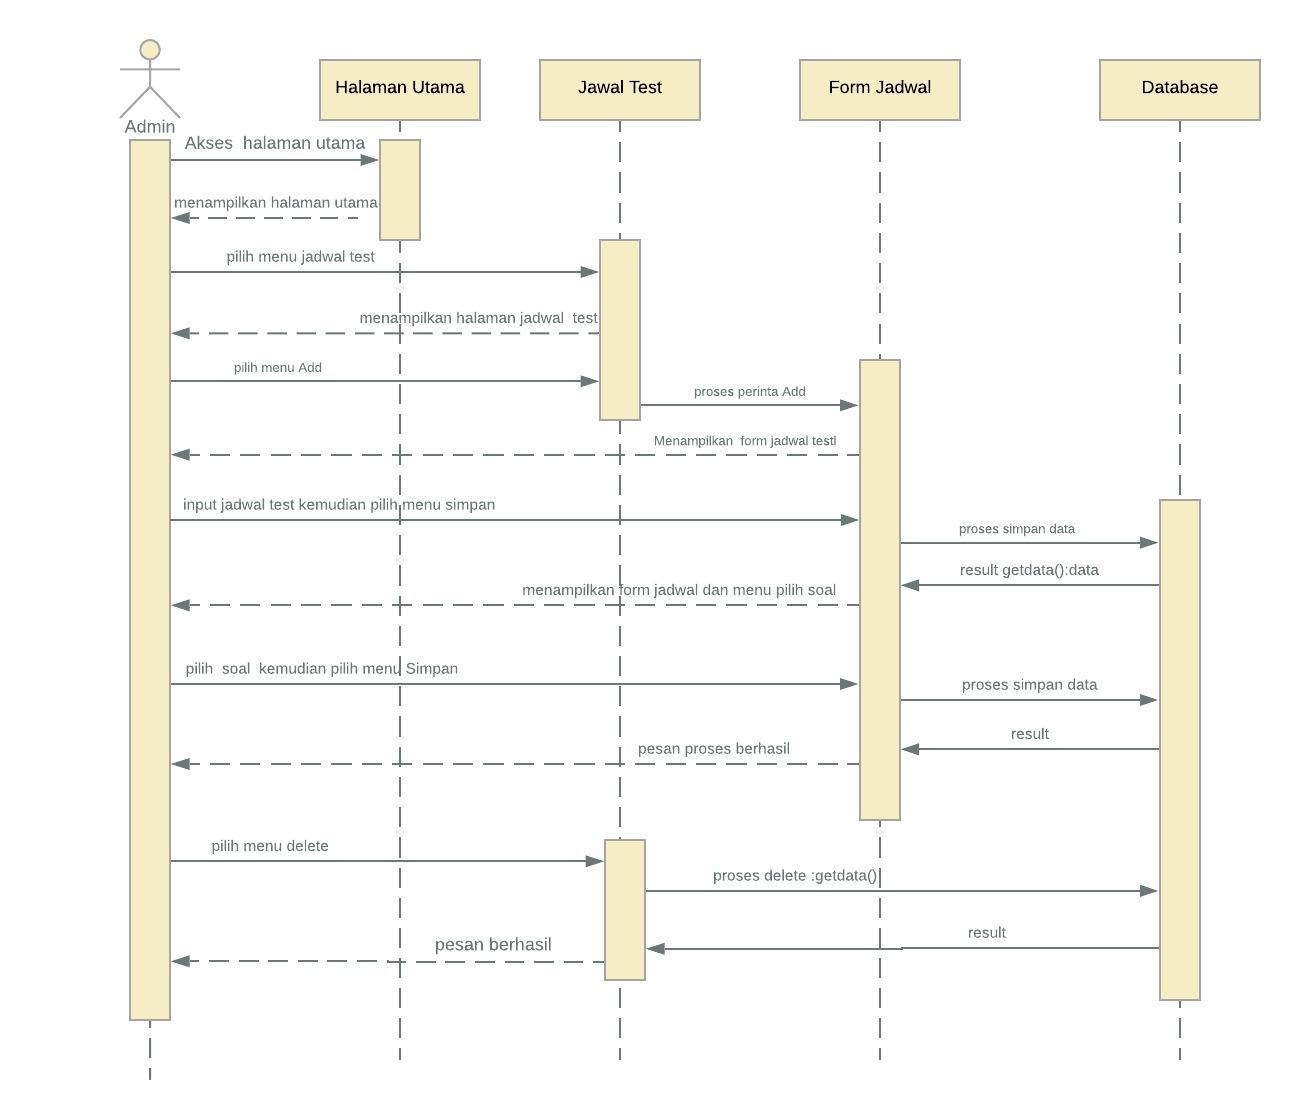 Halaman Utama
Jawal Test
Form Jadwal
Database
Admin
Akses halaman utama
menampilkan halaman utama
pilih menu jadwal test
menampilkan halaman jadwal test
pilih menu Add
proses perinta Add
Menampilkan form jadwal testl
input jadwal test kemudian pilih menu simpan
proses simpan data
result getdata():data
menampilkan form jadwal dan menu pilih soal
pilih soal kemudian pilih menu Simpan
proses simpan data
result
pesan proses berhasil
pilih menu delete
proses delete :getdata()
result
pesan berhasil